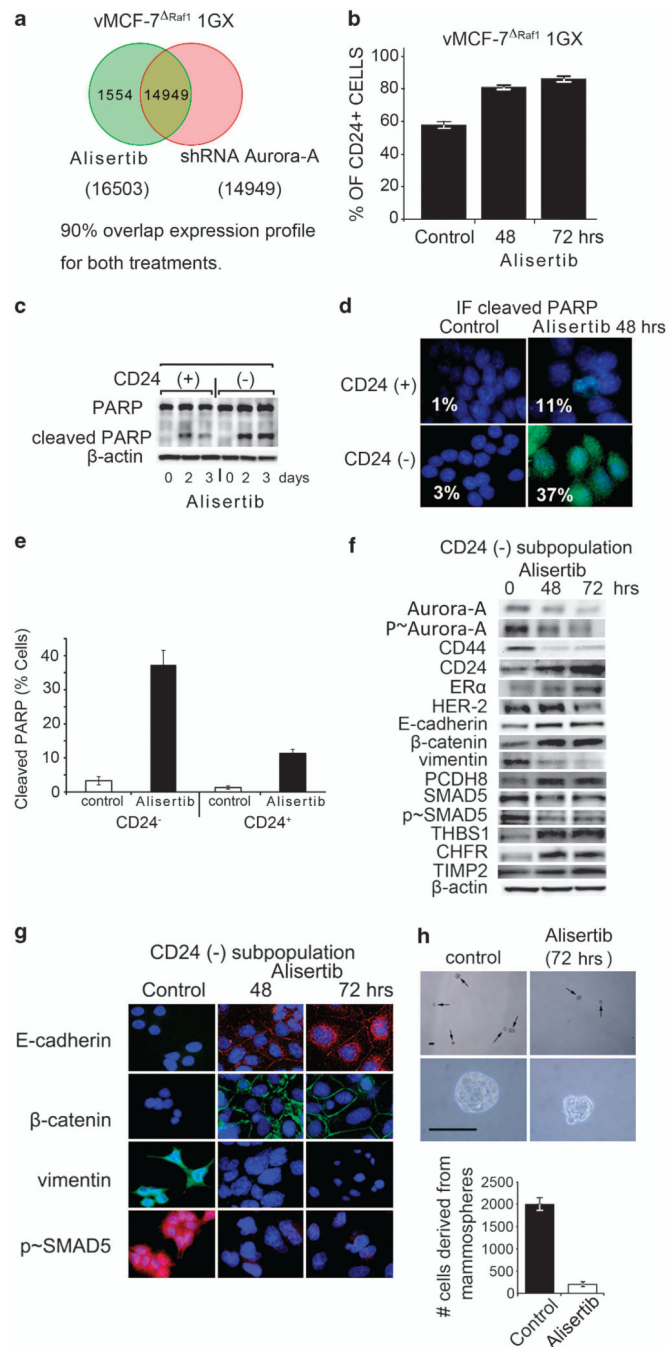 a
vMCF-7ΔRaf1 1GX
1554 14949
Alisertib shRNA Aurora-A
(16503) (14949)
90% overlap expression profile
for both treatments.
b
vMCF-7ΔRaf1 1GX
% OF CD24+ CELLS
100
80
60
40
20
0
Control 48 72 hrs
Alisertib
c
CD24 (+) (-)
PARP
cleaved PARP
β-actin
0 2 3 0 2 3 days
Alisertib
d
IF cleaved PARP
Control Alisertib 48 hrs
CD24 (+)
1% 11%
CD24 (-)
3% 37%
e
Cleaved PARP (% Cells)
40
30
20
10
0
control Alisertib control Alisertib
CD24- CD24+
f
CD24 (-) subpopulation
Alisertib
0 48 72 hrs
Aurora-A
P~Aurora-A
CD44
CD24
ERα
HER-2
E-cadherin
β-catenin
vimentin
PCDH8
SMAD5
p~SMAD5
THBS1
CHFR
TIMP2
β-actin
g
CD24 (-) subpopulation
Alisertib
Control 48 72 hrs
E-cadherin
β-catenin
vimentin
p~SMAD5
h
control Alisertib
(72 hrs)
# cells derived from
mammospheres
2500
2000
1500
1000
500
0
Control
Alisertib